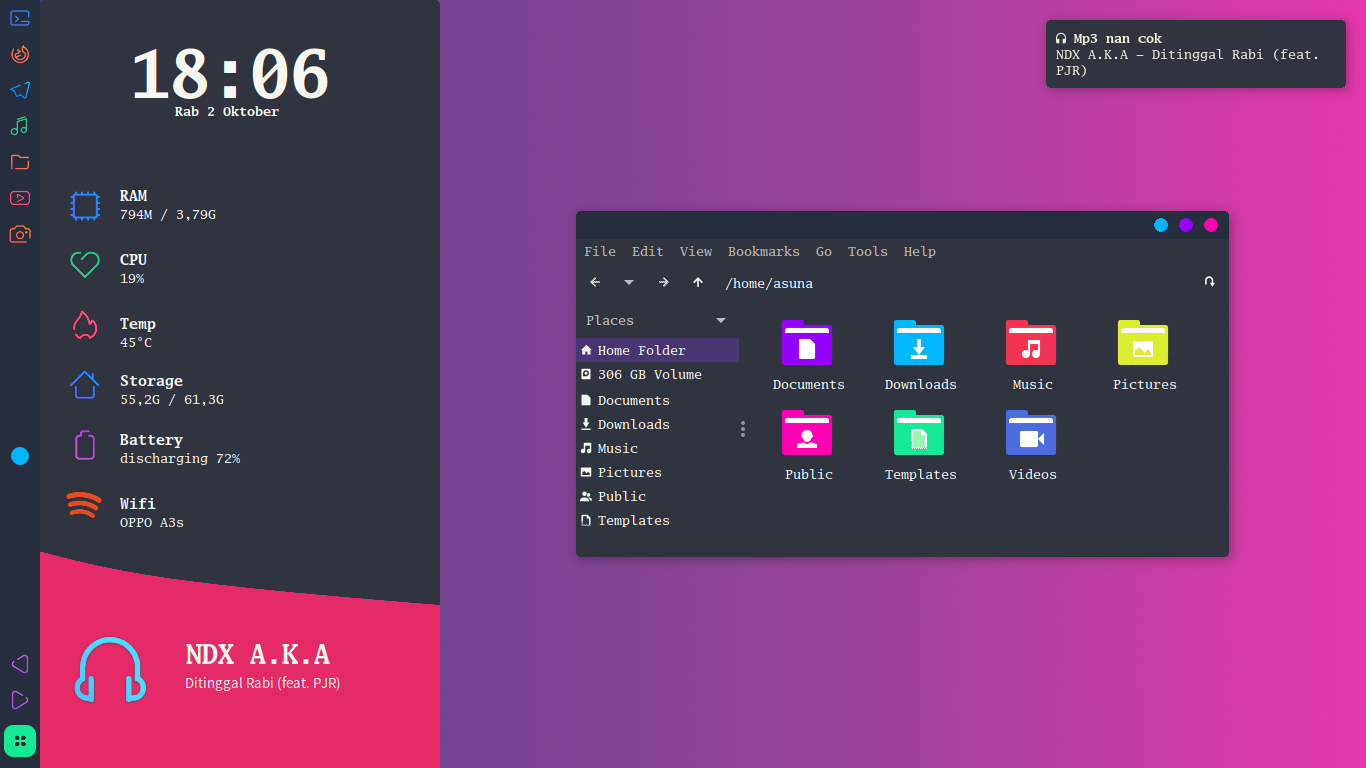 18:06
Rab 2 Oktober
RAM
794M / 3,79G
CPU
19%
Temp
45°C
Storage
55,2G / 61,3G
Battery
discharging 72%
Wifi
OPPO A3s
NDX A.K.A
Ditinggal Rabi (feat. PJR)
Mp3 nan cok
NDX A.K.A – Ditinggal Rabi (feat.
PJR)
File Edit View Bookmarks Go Tools Help
/home/asuna
Places
Home Folder
306 GB Volume
Documents
Downloads
Music
Pictures
Public
Templates
Documents Downloads Music Pictures
Public Templates Videos